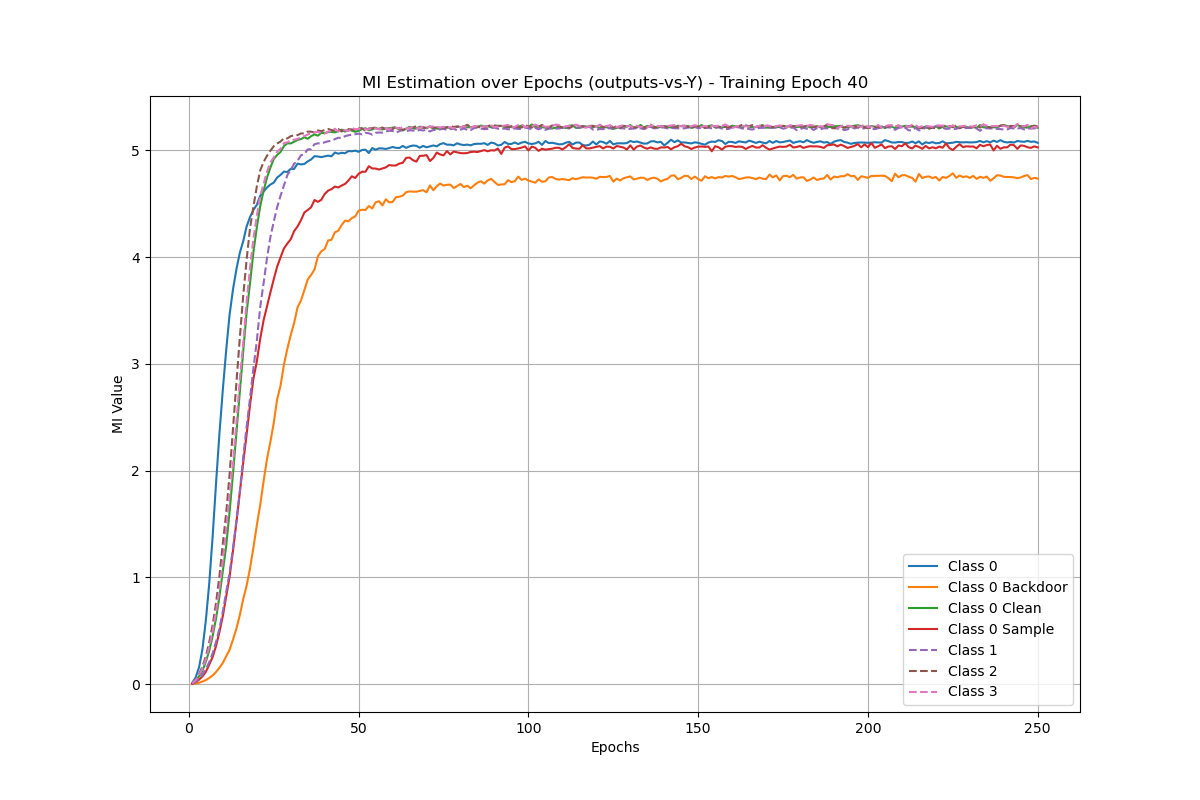 MI Estimation over Epochs (outputs-vs-Y) - Training Epoch 40
MI Value
5
4
3
2
1
0
0 50 100 150 200 250
Epochs
Class 0
Class 0 Backdoor
Class 0 Clean
Class 0 Sample
Class 1
Class 2
Class 3